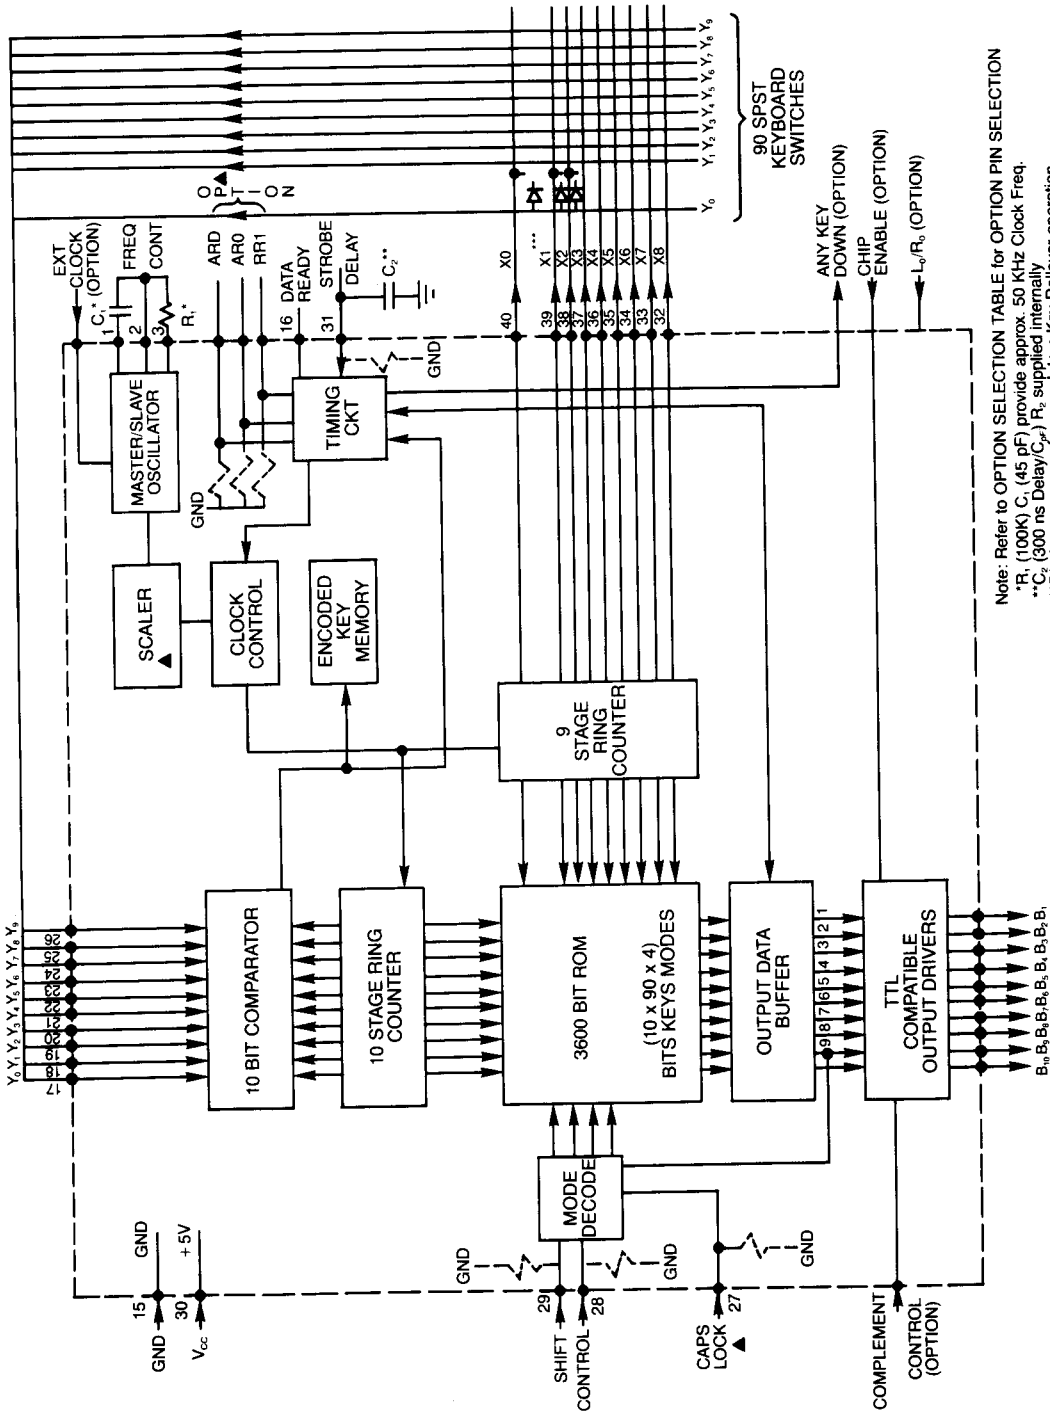 GND
15
GND
V_CC
30
+5V
SHIFT
29
CONTROL
28
GND
GND
CAPS
LOCK
▲
27
GND
COMPLEMENT
CONTROL
(OPTION)
Y₀ Y₁ Y₂ Y₃ Y₄ Y₅ Y₆ Y₇ Y₈ Y₉
17
18
19
20
21
22
23
24
25
26
10 BIT COMPARATOR
10 STAGE RING
COUNTER
MODE
DECODE
3600 BIT ROM
(10 x 90 x 4)
BITS KEYS MODES
OUTPUT DATA
BUFFER
9 8 7 6 5 4 3 2 1
TTL
COMPATIBLE
OUTPUT DRIVERS
B₁₀ B₉ B₈ B₇ B₆ B₅ B₄ B₃ B₂ B₁
SCALER
▲
CLOCK
CONTROL
ENCODED
KEY
MEMORY
9
STAGE
RING
COUNTER
MASTER/SLAVE
OSCILLATOR
GND
TIMING
CKT
GND
EXT
CLOCK
(OPTION)
C₁*
1
2
3
R₁*
FREQ
CONT
ARD
AR0
RR1
OPTION
▲
16
DATA
READY
31
STROBE
DELAY
C₂**
40
X0
39
X1
38
X2
37
X3
36
X4
35
X5
34
X6
33
X7
32
X8
***
Y₀
Y₁ Y₂ Y₃ Y₄ Y₅ Y₆ Y₇ Y₈ Y₉
90 SPST
KEYBOARD
SWITCHES
ANY KEY
DOWN (OPTION)
CHIP
ENABLE (OPTION)
L₀/R₀ (OPTION)
Note: Refer to OPTION SELECTION TABLE for OPTION PIN SELECTION
*R₁ (100K) C₁ (45 pF) provide approx. 50 KHz Clock Freq.
**C₂ (300 ns Delay/C_pF) R₂ supplied internally
Key Rollover operation